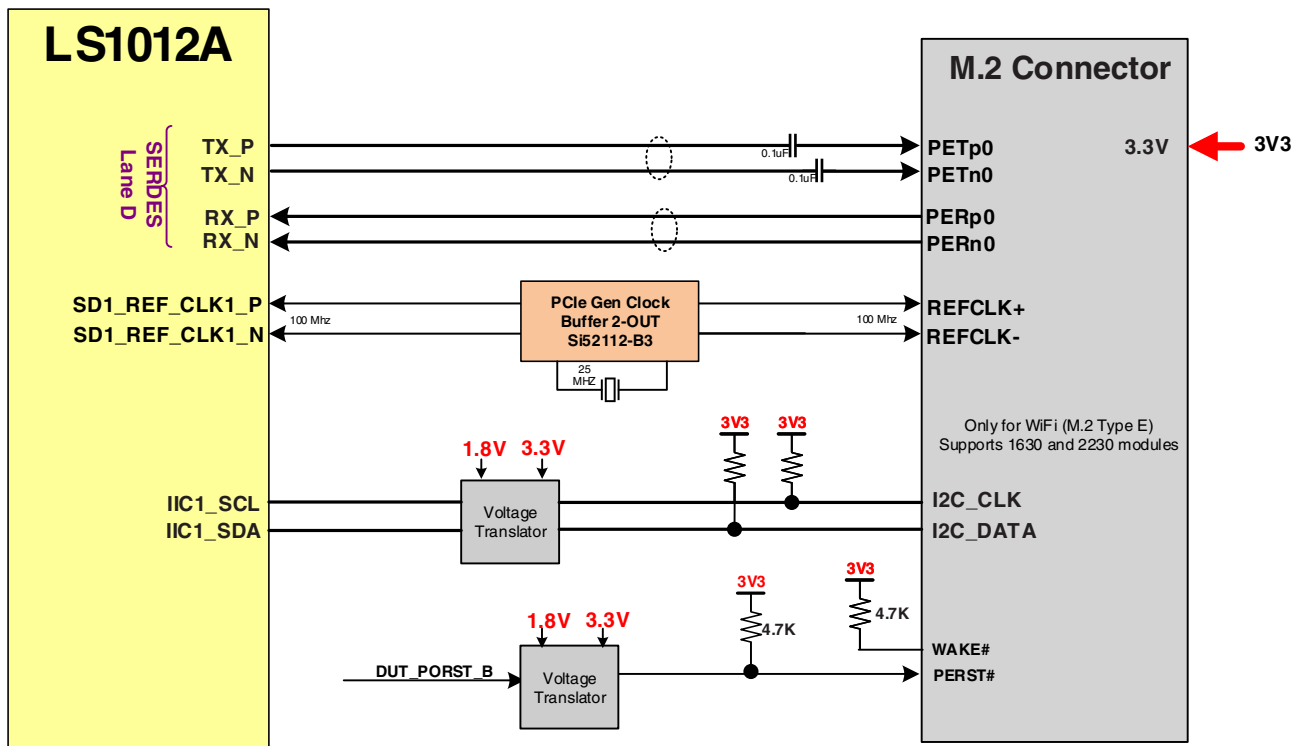 LS1012A
M.2 Connector
SERDES
Lane D
TX_P
TX_N
RX_P
RX_N
0.1uF
0.1uF
PETp0
PETn0
PERp0
PERn0
3.3V
3V3
SD1_REF_CLK1_P
SD1_REF_CLK1_N
100 Mhz
PCIe Gen Clock
Buffer 2-OUT
Si52112-B3
25
MHZ
100 Mhz
REFCLK+
REFCLK-
Only for WiFi (M.2 Type E)
Supports 1630 and 2230 modules
3V3
3V3
1.8V
3.3V
IIC1_SCL
IIC1_SDA
Voltage
Translator
I2C_CLK
I2C_DATA
3V3
3V3
4.7K
4.7K
1.8V
3.3V
DUT_PORST_B
Voltage
Translator
WAKE#
PERST#